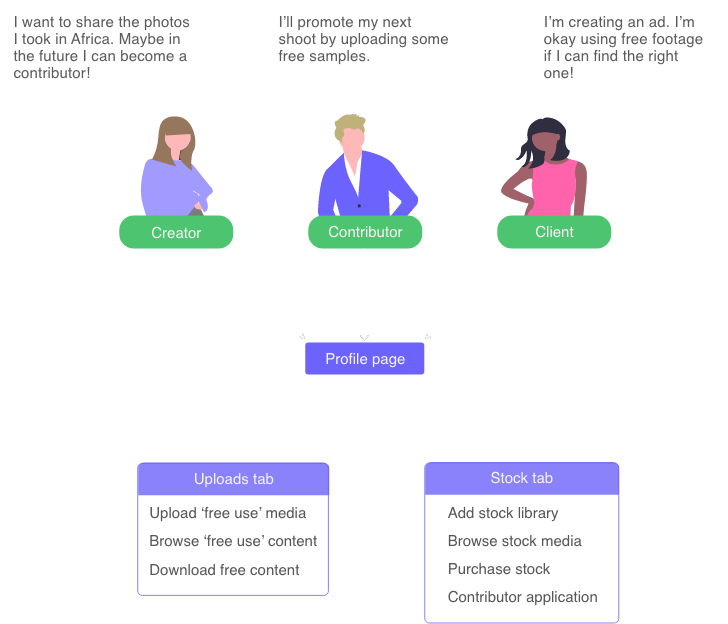 I want to share the photos
I took in Africa. Maybe in
the future I can become a
contributor!
I’ll promote my next
shoot by uploading some
free samples.
I’m creating an ad. I’m
okay using free footage
if I can find the right
one!
Creator
Contributor
Client
Profile page
Uploads tab
Upload ‘free use’ media
Browse ‘free use’ content
Download free content
Stock tab
Add stock library
Browse stock media
Purchase stock
Contributor application